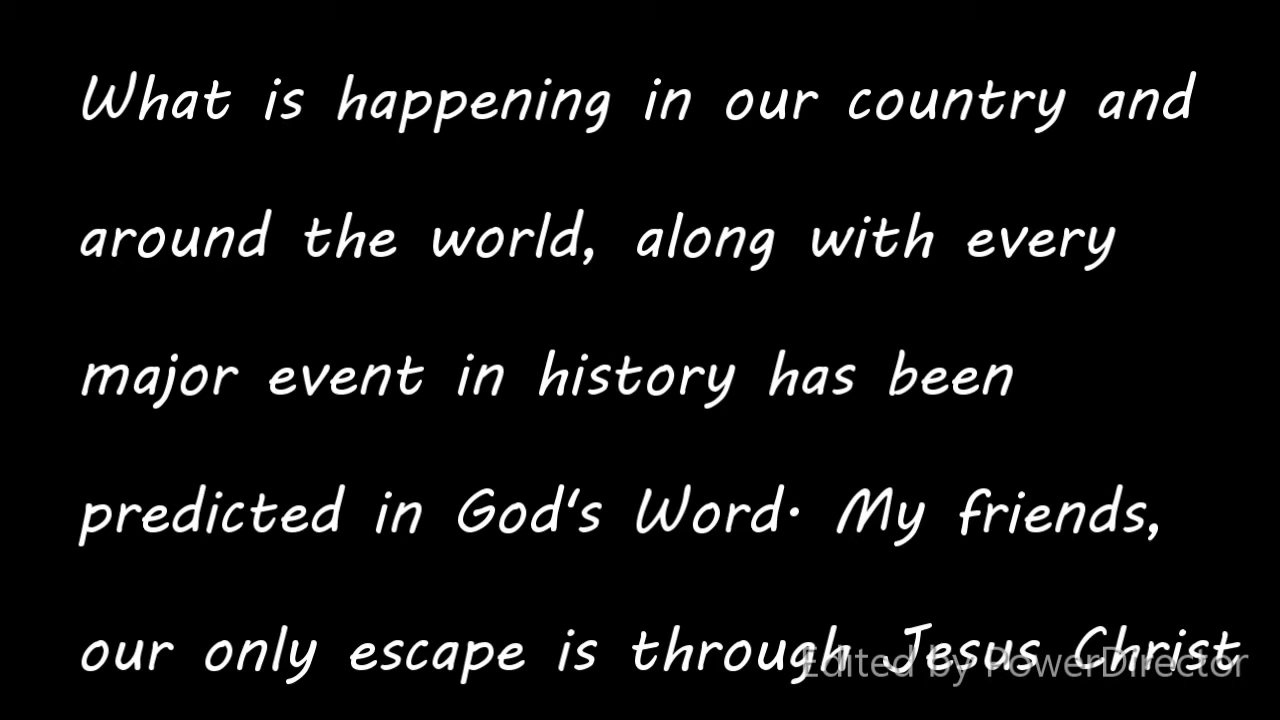 What is happening in our country and
around the world, along with every
major event in history has been
predicted in God's Word. My friends,
our only escape is through Jesus Christ
Edited by PowerDirector